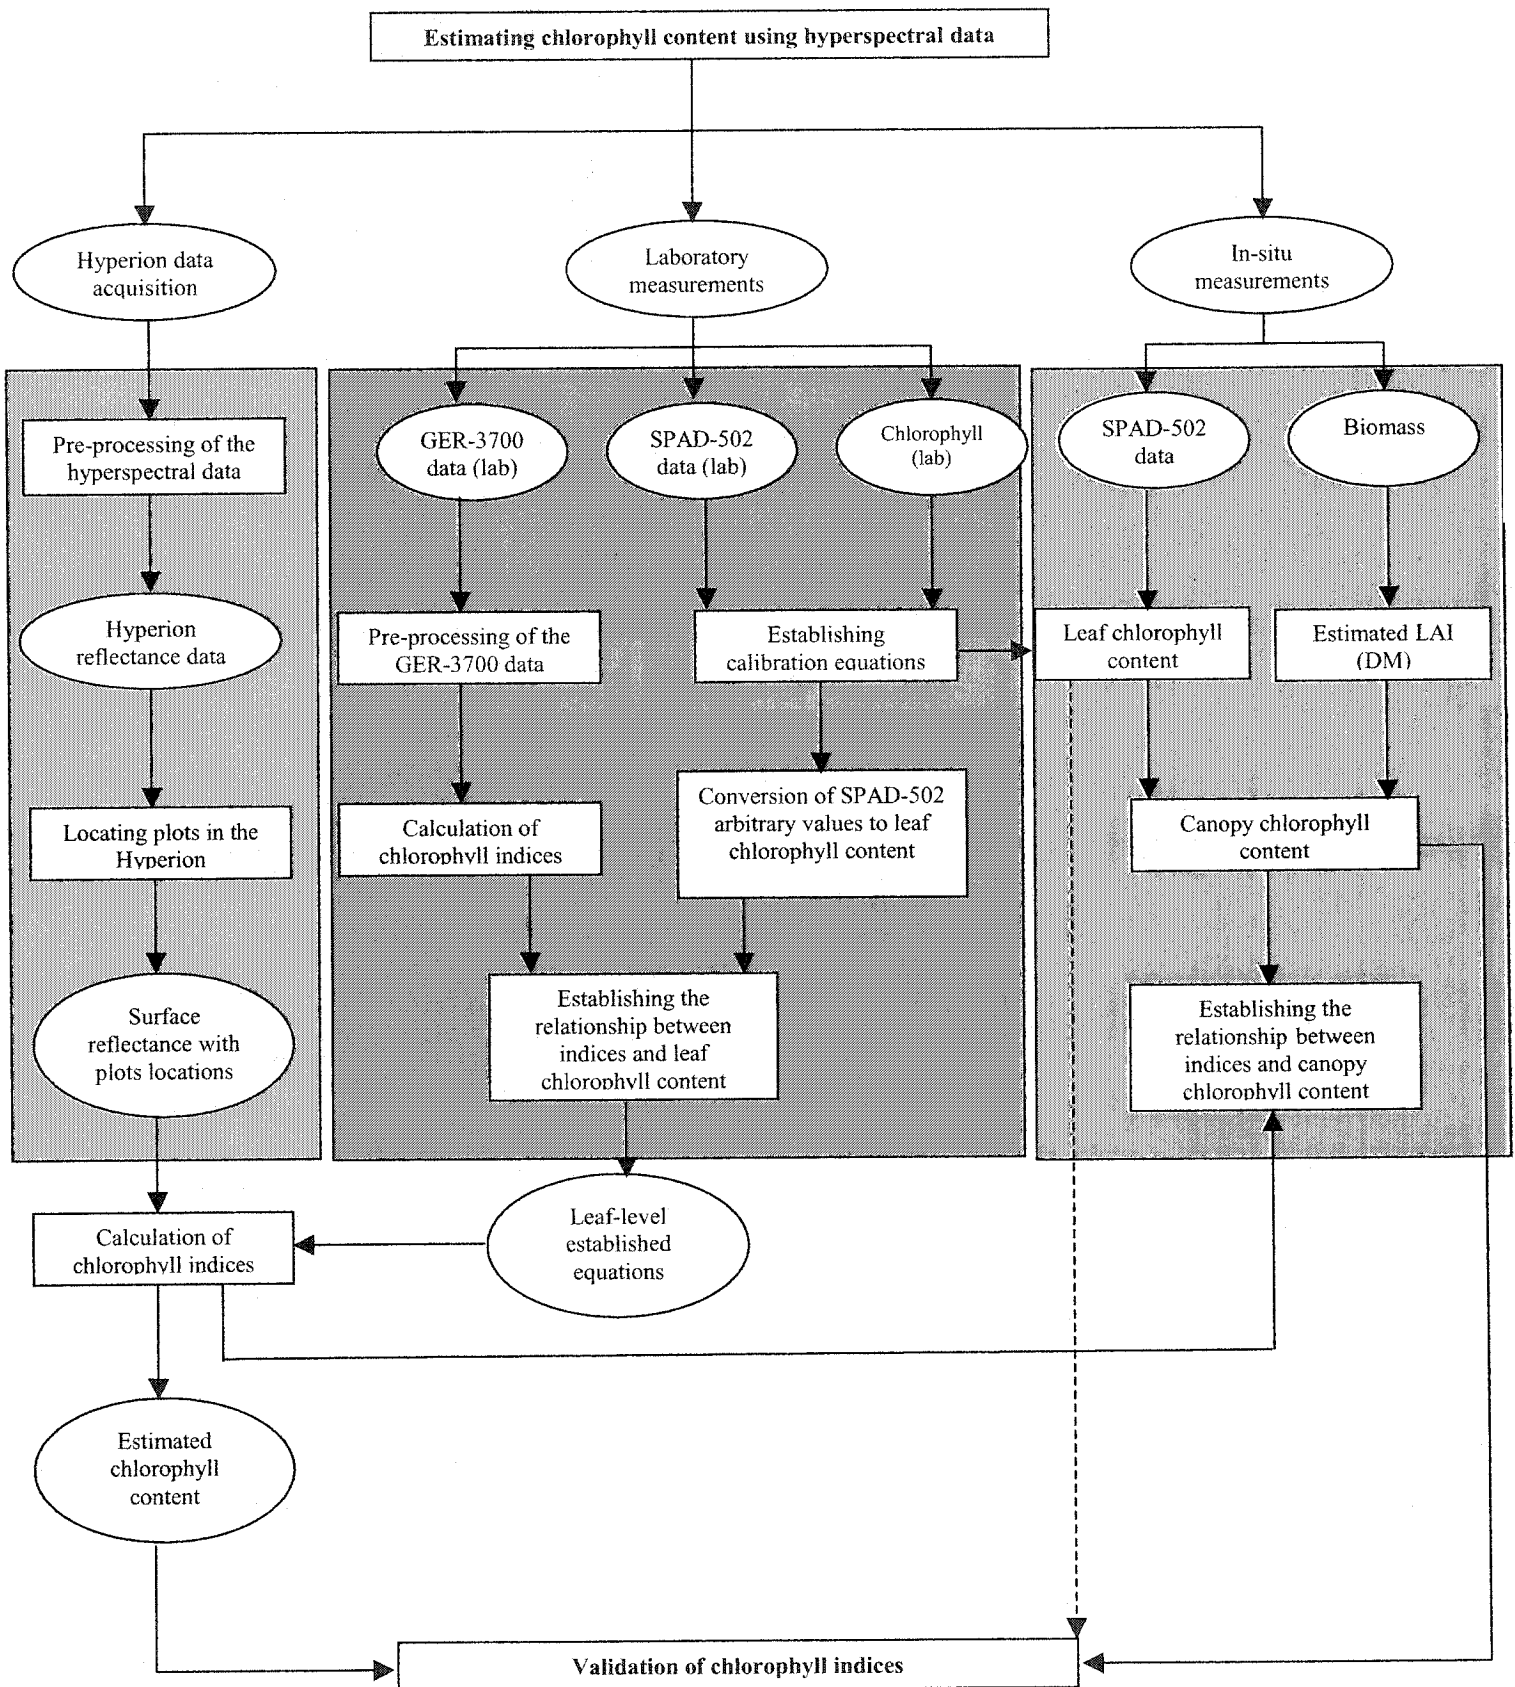 Estimating chlorophyll content using hyperspectral data
Hyperion data
acquisition
Laboratory
measurements
In-situ
measurements
Pre-processing of the
hyperspectral data
GER-3700
data (lab)
SPAD-502
data (lab)
Chlorophyll
(lab)
SPAD-502
data
Biomass
Hyperion
reflectance data
Pre-processing of the
GER-3700 data
Establishing
calibration equations
Leaf chlorophyll
content
Estimated LAI
(DM)
Locating plots in the
Hyperion
Calculation of
chlorophyll indices
Conversion of SPAD-502
arbitrary values to leaf
chlorophyll content
Canopy chlorophyll
content
Surface
reflectance with
plots locations
Establishing the
relationship between
indices and leaf
chlorophyll content
Establishing the
relationship between
indices and canopy
chlorophyll content
Calculation of
chlorophyll indices
Leaf-level
established
equations
Estimated
chlorophyll
content
Validation of chlorophyll indices